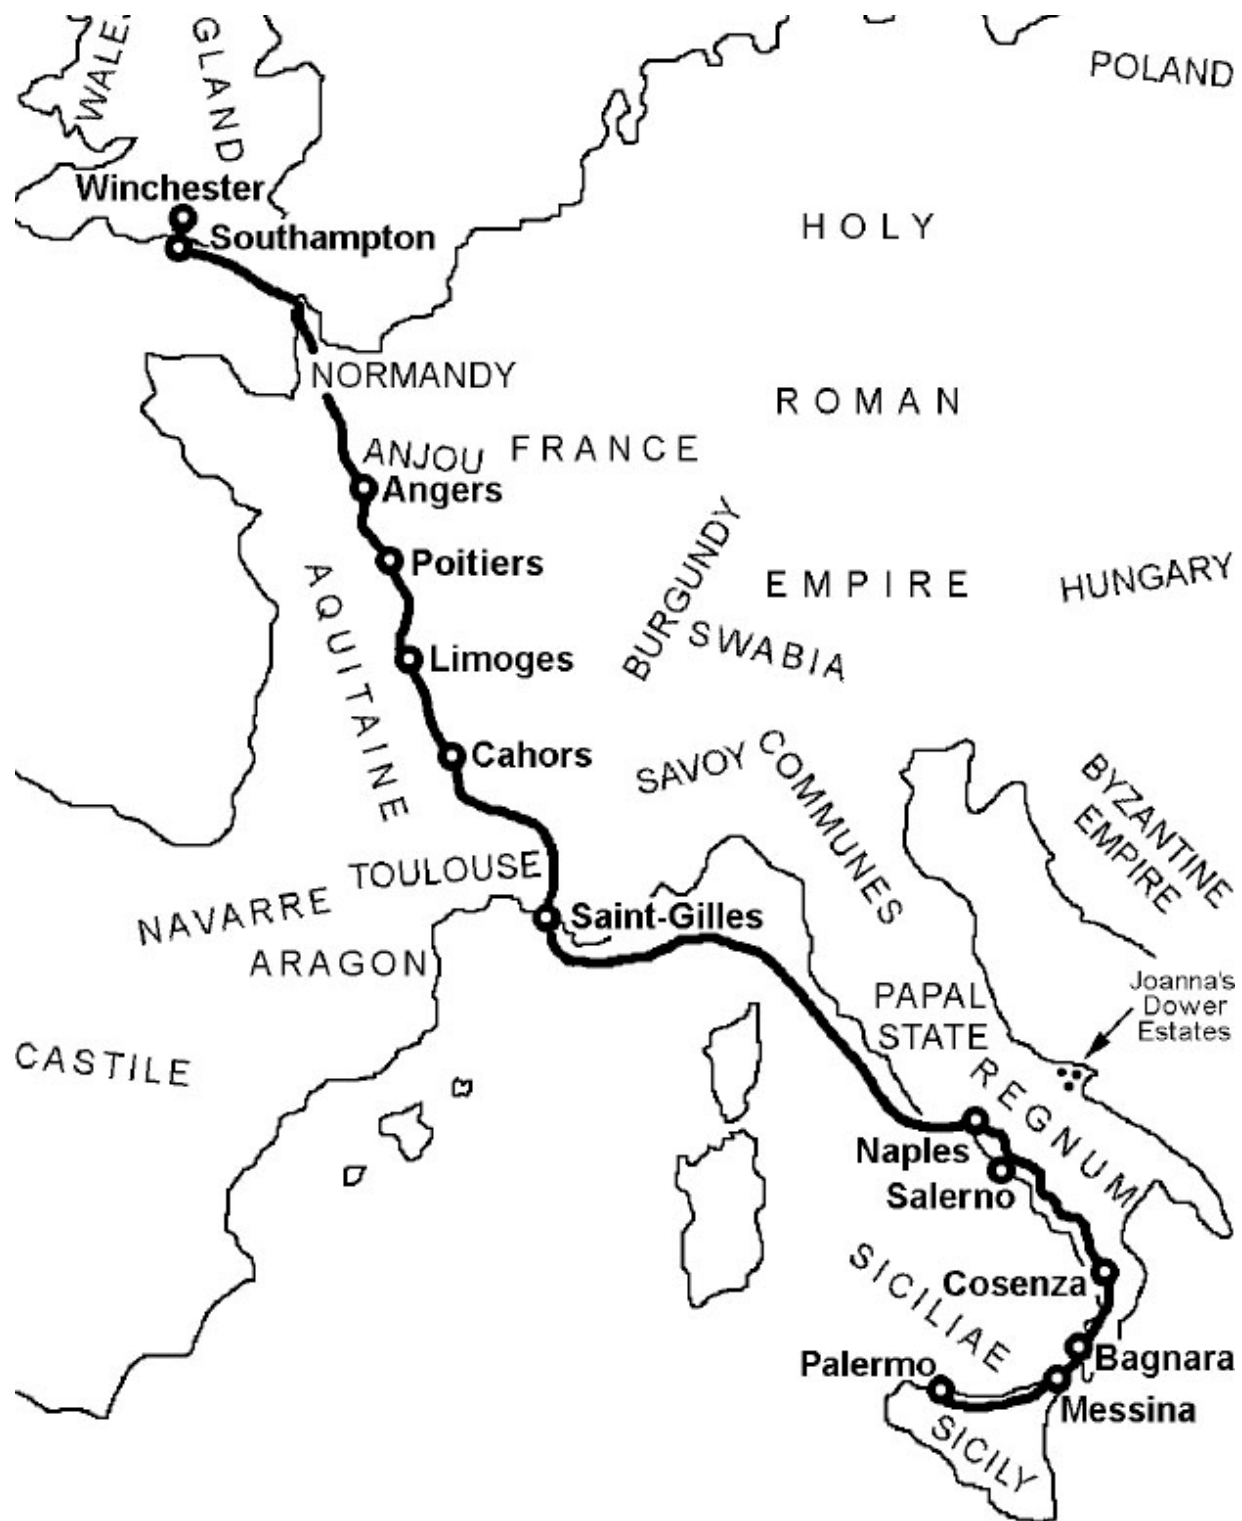 WALE
GLAND
POLAND
Winchester
Southampton
HOLY
NORMANDY
ROMAN
ANJOU
FRANCE
Angers
BURGUNDY
Poitiers
AQUITAINE
EMPIRE
HUNGARY
SWABIA
Limoges
Cahors
SAVOY
COMMUNES
BYZANTINE
EMPIRE
TOULOUSE
NAVARRE
Saint-Gilles
ARAGON
Joanna's
Dower
Estates
PAPAL
STATE
CASTILE
REGNUM
Naples
Salerno
SICILIAE
Cosenza
Palermo
Bagnara
Messina
SICILY